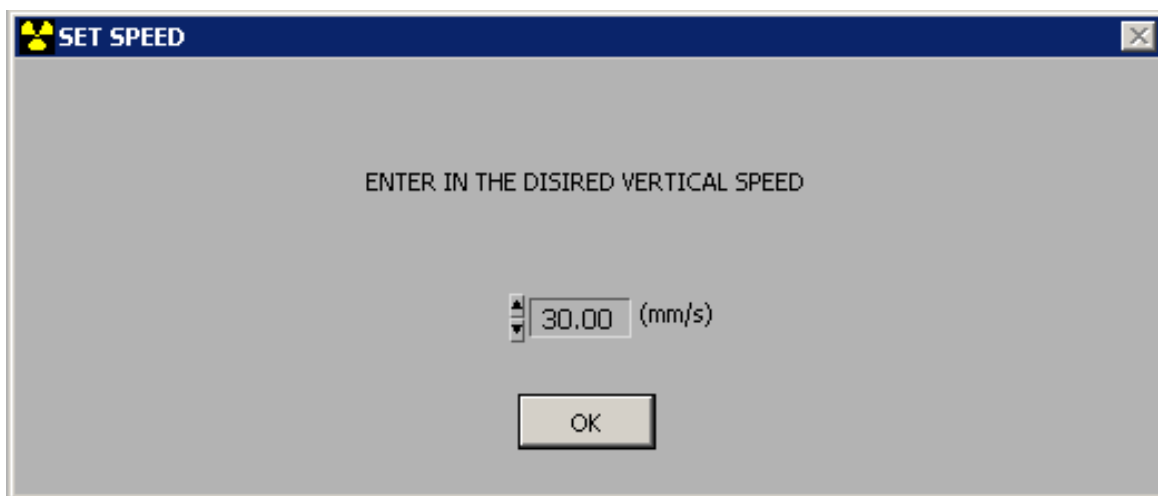 SET SPEED
ENTER IN THE DISIRED VERTICAL SPEED
30.00 (mm/s)
OK